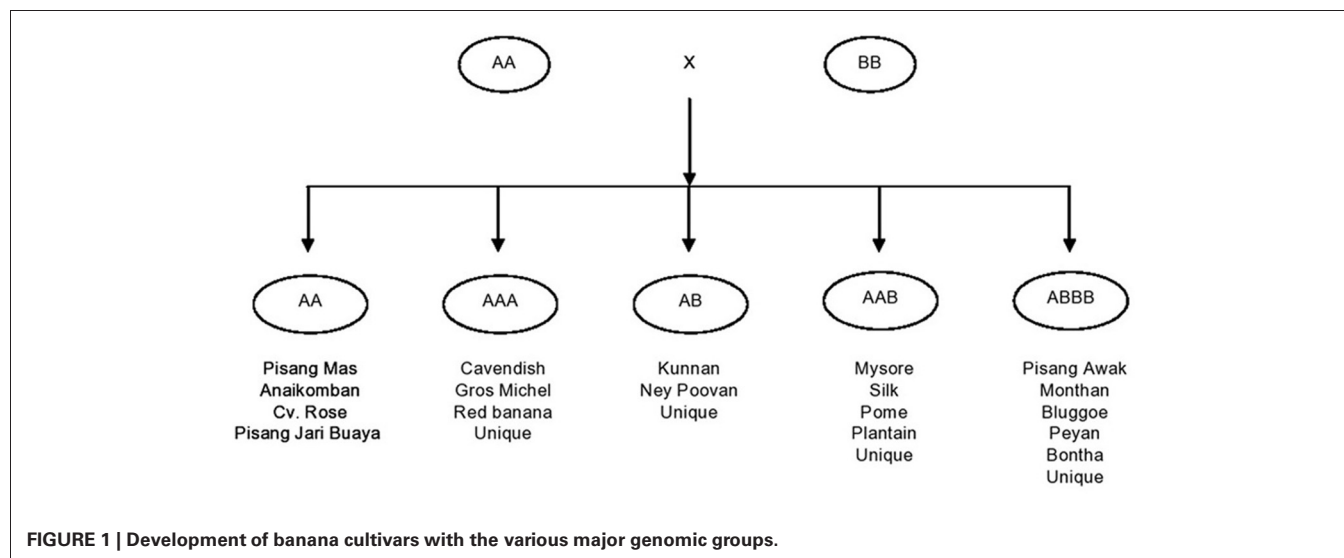 AA X BB
AA AAA AB AAB ABBB
Pisang Mas
Anaikomban
Cv. Rose
Pisang Jari Buaya
Cavendish
Gros Michel
Red banana
Unique
Kunnan
Ney Poovan
Unique
Mysore
Silk
Pome
Plantain
Unique
Pisang Awak
Monthan
Bluggoe
Peyan
Bontha
Unique
FIGURE 1 | Development of banana cultivars with the various major genomic groups.